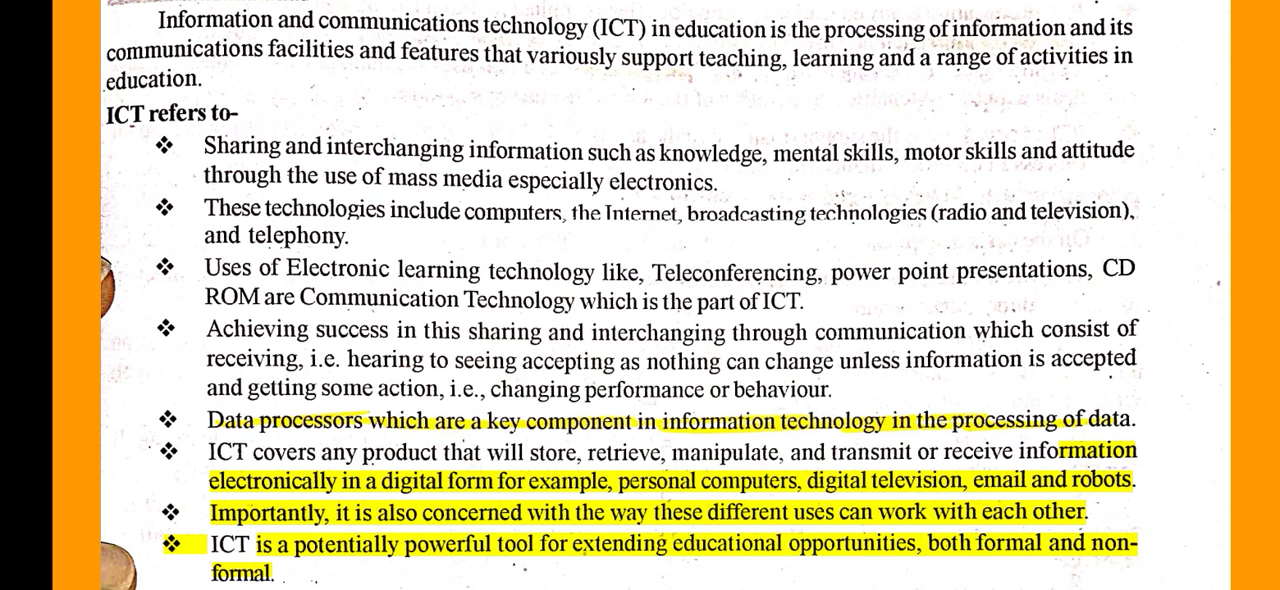 Information and communications technology (ICT) in education is the processing of information and its
communications facilities and features that variously support teaching, learning and a range of activities in
education.
ICT refers to-
❖ Sharing and interchanging information such as knowledge, mental skills, motor skills and attitude
through the use of mass media especially electronics.
❖ These technologies include computers, the Internet, broadcasting technologies (radio and television),
and telephony.
❖ Uses of Electronic learning technology like, Teleconferencing, power point presentations, CD
ROM are Communication Technology which is the part of ICT.
❖ Achieving success in this sharing and interchanging through communication which consist of
receiving, i.e. hearing to seeing accepting as nothing can change unless information is accepted
and getting some action, i.e., changing performance or behaviour.
❖ Data processors which are a key component in information technology in the processing of data.
❖ ICT covers any product that will store, retrieve, manipulate, and transmit or receive information
electronically in a digital form for example, personal computers, digital television, email and robots.
❖ Importantly, it is also concerned with the way these different uses can work with each other.
❖ ICT is a potentially powerful tool for extending educational opportunities, both formal and non-
formal.